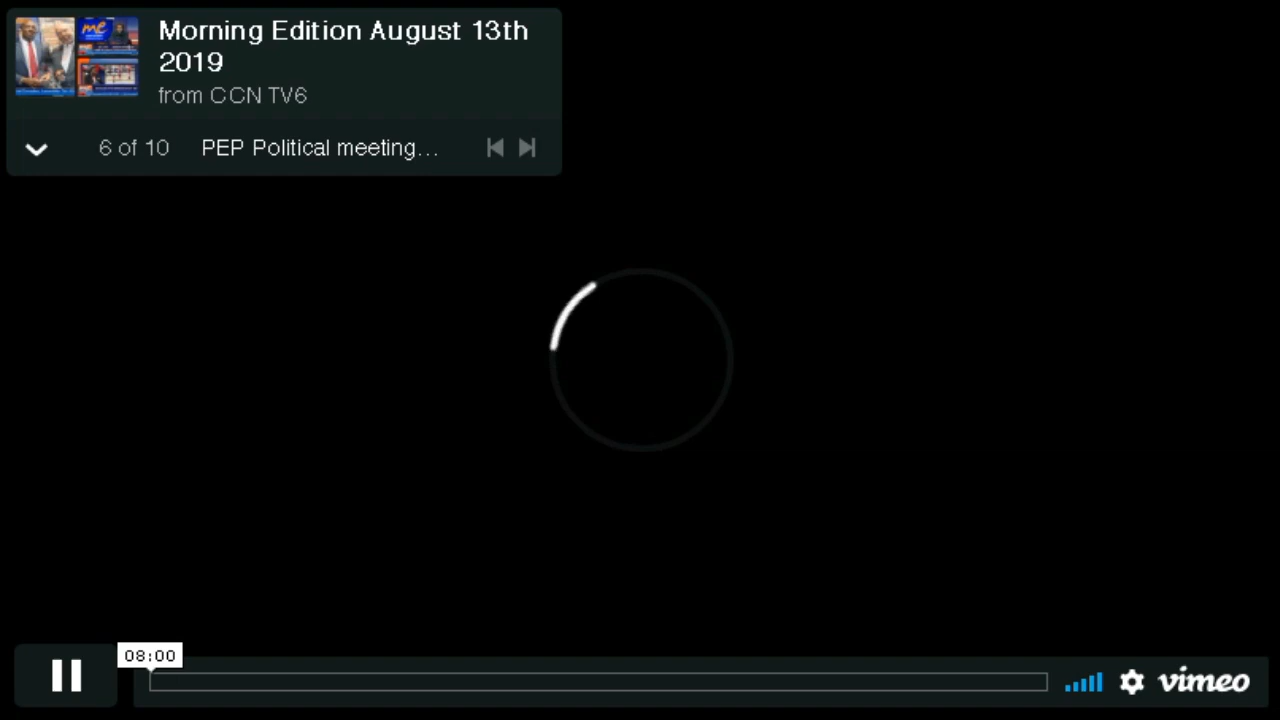 Morning Edition August 13th
2019
from CCN TV6
6 of 10 PEP Political meeting...
08:00
vimeo